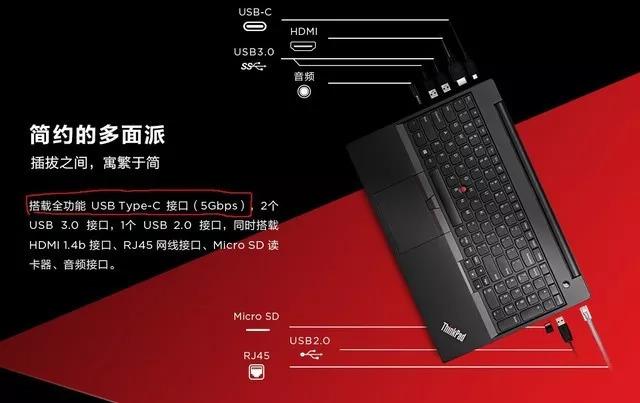 USB-C
HDMI
USB3.0
SS
音频
简约的多面派
插拔之间，寓繁于简
搭载全功能 USB Type-C 接口（5Gbps），2个
USB 3.0 接口，1个 USB 2.0 接口，同时搭载
HDMI 1.4b 接口、RJ45 网线接口、Micro SD 读
卡器、音频接口。
ThinkPad
Micro SD
USB2.0
RJ45